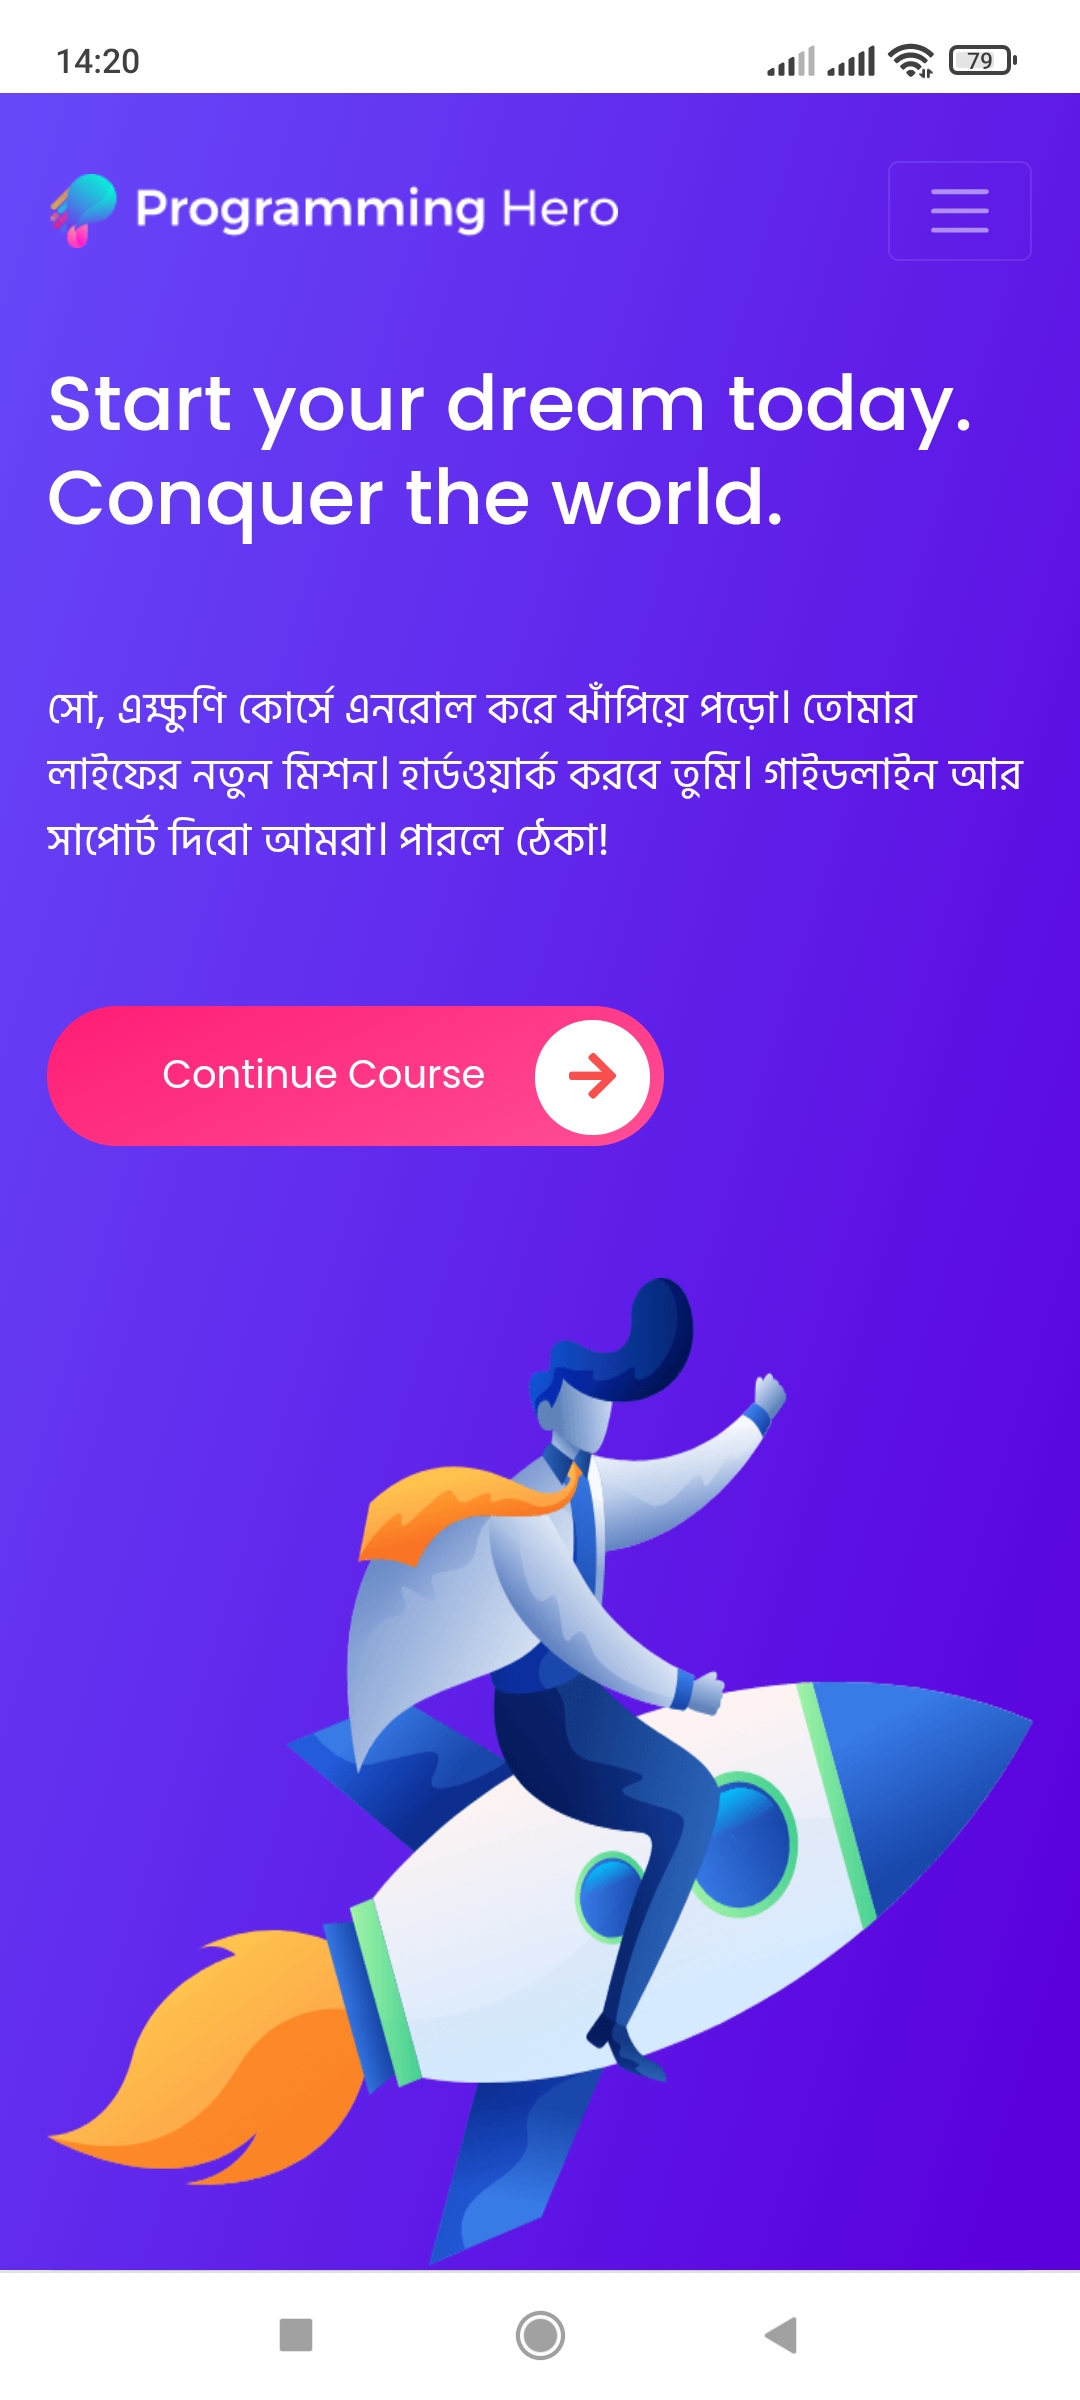 14:20
79
Programming Hero
Start your dream today.
Conquer the world.
সো, এক্ষুণি কোর্সে এনরোল করে ঝাঁপিয়ে পড়ো। তোমার
লাইফের নতুন মিশন। হার্ডওয়ার্ক করবে তুমি। গাইডলাইন আর
সাপোর্ট দিবো আমরা। পারলে ঠেকা!
Continue Course